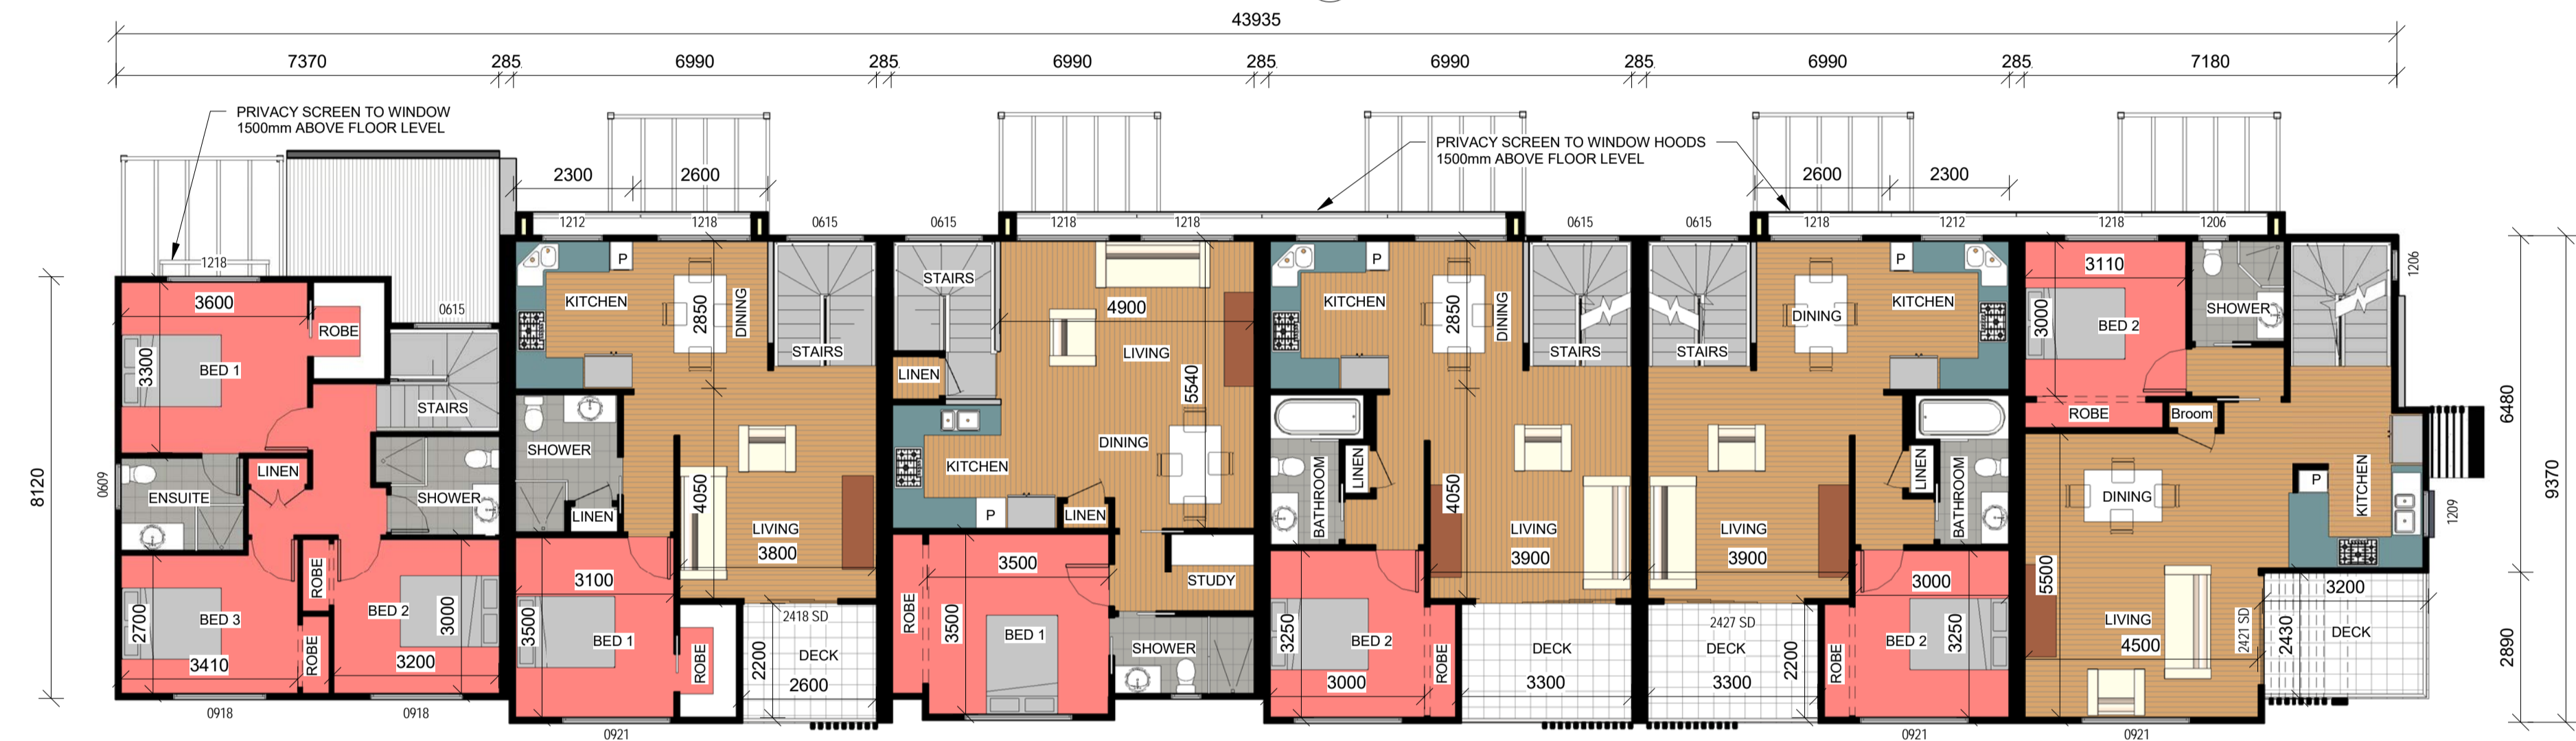 43935
7370 285 6990 285 6990 285 6990 285 6990 285 7180
PRIVACY SCREEN TO WINDOW
1500mm ABOVE FLOOR LEVEL
PRIVACY SCREEN TO WINDOW HOODS
1500mm ABOVE FLOOR LEVEL
2300 2600
2600 2300
8120
1218
3600
ROBE
0615
3300
BED 1
STAIRS
0609
ENSUITE
LINEN
SHOWER
2700
BED 3
3410
ROBE
ROBE
BED 2
3000
3200
0918
0918
1212
1218
0615
P
KITCHEN
2850
DINING
STAIRS
SHOWER
LINEN
4050
LIVING
3800
3100
3500
BED 1
ROBE
2418 SD
2200
DECK
2600
0921
0615
1218
1218
STAIRS
4900
LIVING
LINEN
5540
DINING
KITCHEN
P
LINEN
3500
STUDY
ROBE
3500
BED 1
SHOWER
0615
P
KITCHEN
2850
DINING
STAIRS
BATHROOM
LINEN
4050
LIVING
3900
3250
BED 2
3000
ROBE
DECK
3300
0615
1218
1212
P
DINING
KITCHEN
STAIRS
LINEN
BATHROOM
LIVING
3900
3000
2427 SD
DECK
2200
3300
ROBE
BED 2
3250
0921
1218
1206
3110
3000
BED 2
SHOWER
1206
ROBE
Broom
DINING
P
KITCHEN
1209
5500
LIVING
4500
2421 SD
3200
2430
DECK
0921
6480
2890
9370